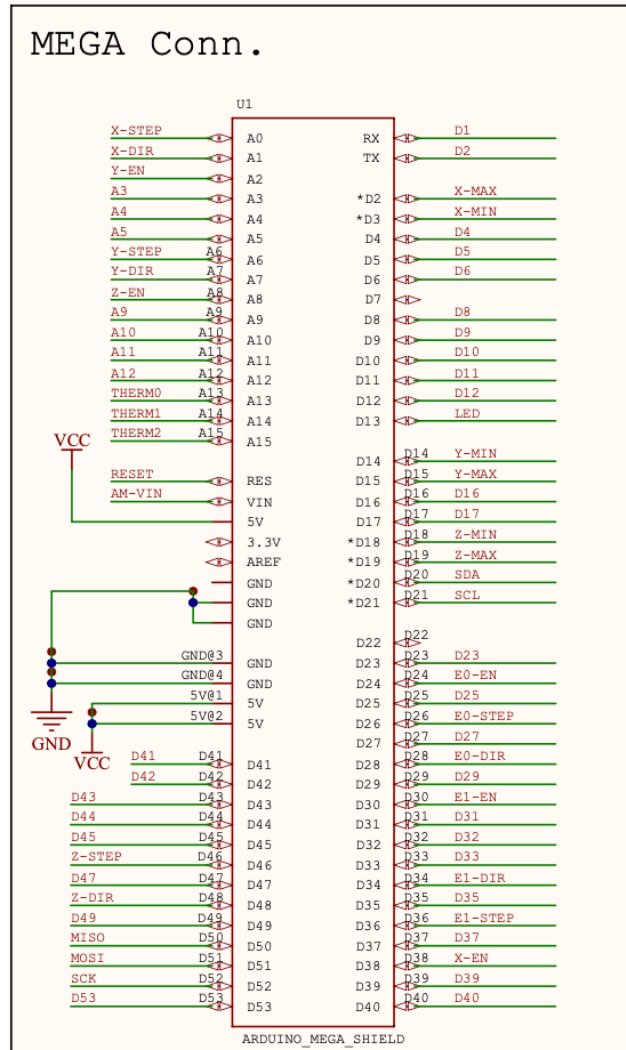 MEGA Conn.
U1
X-STEP A0 RX D1
X-DIR A1 TX D2
Y-EN A2
A3 A3 *D2 X-MAX
A4 A4 *D3 X-MIN
A5 A5 D4 D4
Y-STEP A6 A6 D5 D5
Y-DIR A7 A7 D6 D6
Z-EN A8 A8 D7
A9 A9 A9 D8 D8
A10 A10 A10 D9 D9
A11 A11 A11 D10 D10
A12 A12 A12 D11 D11
THERM0 A13 A13 D12 D12
THERM1 A14 A14 D13 LED
THERM2 A15 A15
VCC
D14 D14 Y-MIN
RESET RES D15 D15 Y-MAX
AM-VIN VIN D16 D16 D16
5V D17 D17 D17
3.3V *D18 D18 Z-MIN
AREF *D19 D19 Z-MAX
GND *D20 D20 SDA
GND *D21 D21 SCL
GND
D22 D22
GND@3 GND D23 D23 D23
GND@4 GND D24 D24 E0-EN
5V@1 5V D25 D25 D25
5V@2 5V D26 D26 E0-STEP
GND
D27 D27 D27
VCC
D41 D41 D41 D28 D28 E0-DIR
D42 D42 D42 D29 D29 D29
D43 D43 D43 D30 D30 E1-EN
D44 D44 D44 D31 D31 D31
D45 D45 D45 D32 D32 D32
Z-STEP D46 D46 D33 D33 D33
D47 D47 D47 D34 D34 E1-DIR
Z-DIR D48 D48 D35 D35 D35
D49 D49 D49 D36 D36 E1-STEP
MISO D50 D50 D37 D37 D37
MOSI D51 D51 D38 D38 X-EN
SCK D52 D52 D39 D39 D39
D53 D53 D53 D40 D40 D40
ARDUINO_MEGA_SHIELD